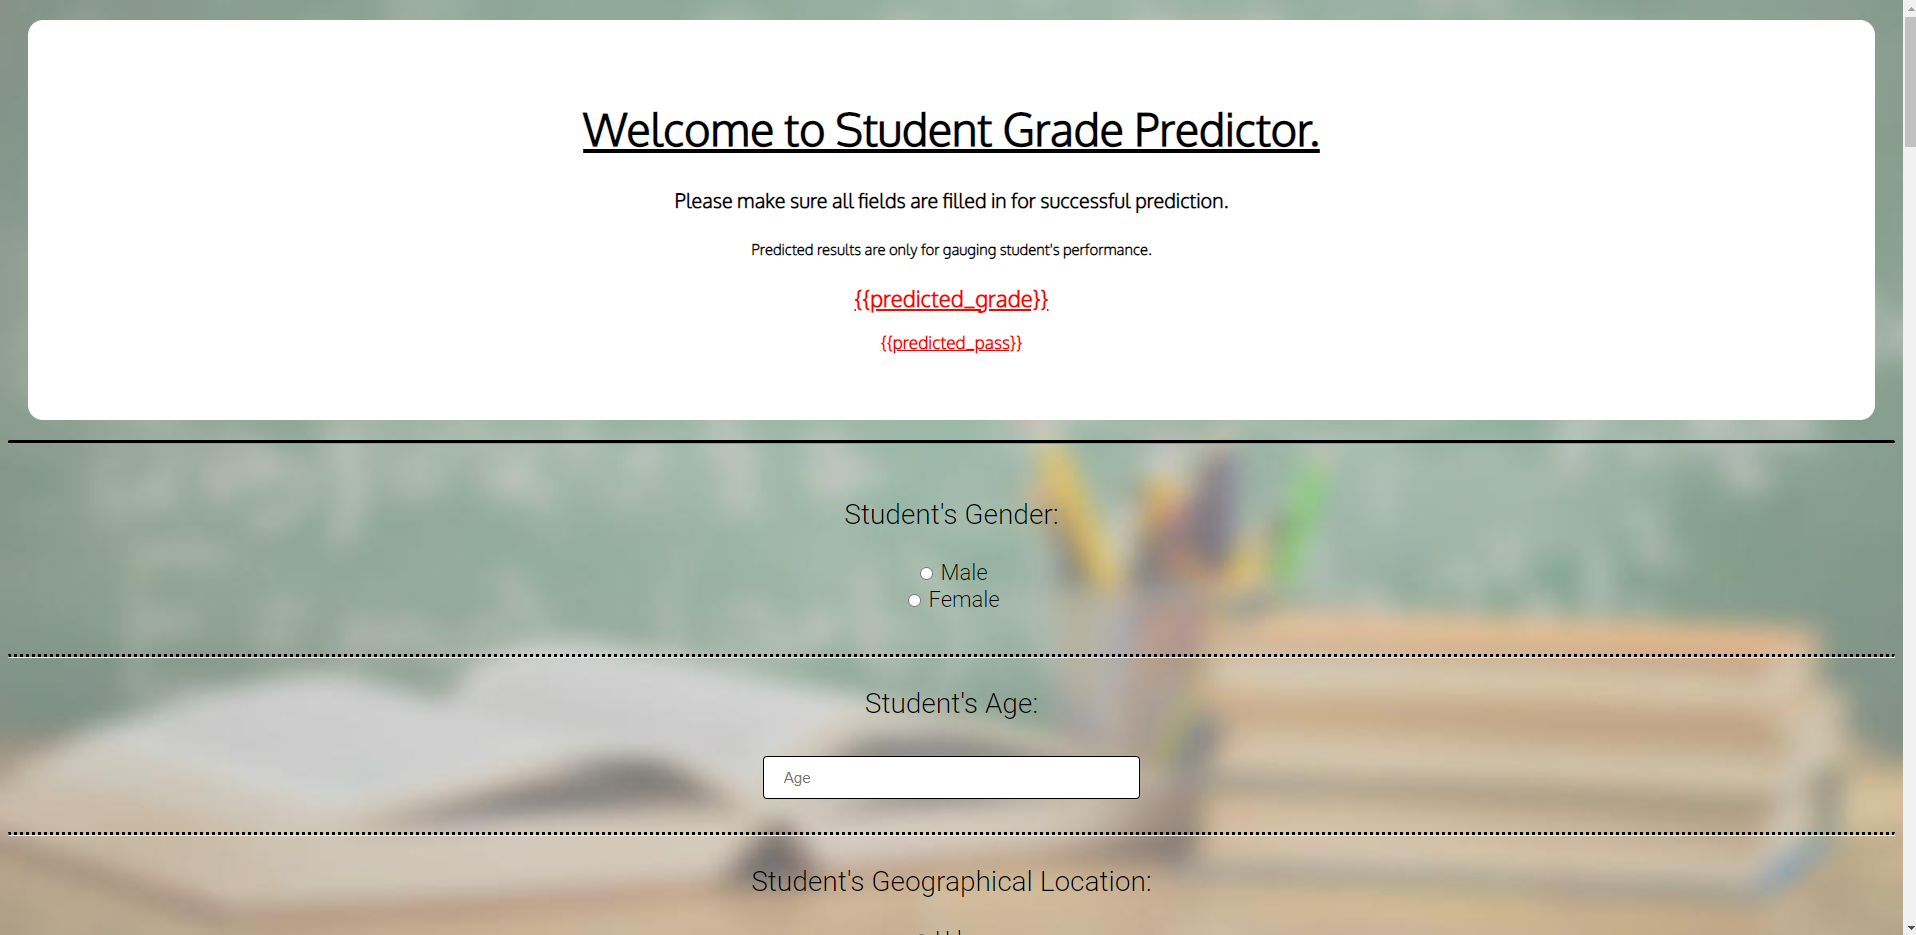 Welcome to Student Grade Predictor.
Please make sure all fields are filled in for successful prediction.
Predicted results are only for gauging student's performance.
{{predicted_grade}}
{{predicted_pass}}
Student's Gender:
Male
Female
Student's Age:
Age
Student's Geographical Location: